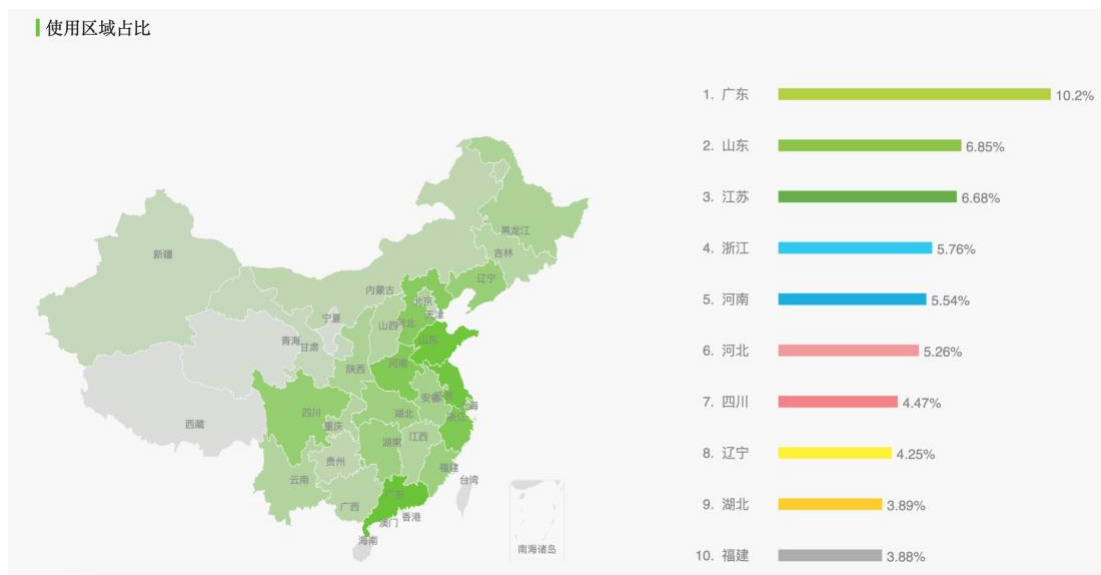 使用区域占比
新疆
西藏
青海
甘肃
宁夏
内蒙古
黑龙江
吉林
辽宁
北京
天津
河北
山西
山东
陕西
河南
四川
重庆
湖北
安徽
上海
浙江
湖南
江西
贵州
云南
福建
台湾
广西
广东
澳门
香港
海南
南海诸岛
1. 广东 10.2%
2. 山东 6.85%
3. 江苏 6.68%
4. 浙江 5.76%
5. 河南 5.54%
6. 河北 5.26%
7. 四川 4.47%
8. 辽宁 4.25%
9. 湖北 3.89%
10. 福建 3.88%